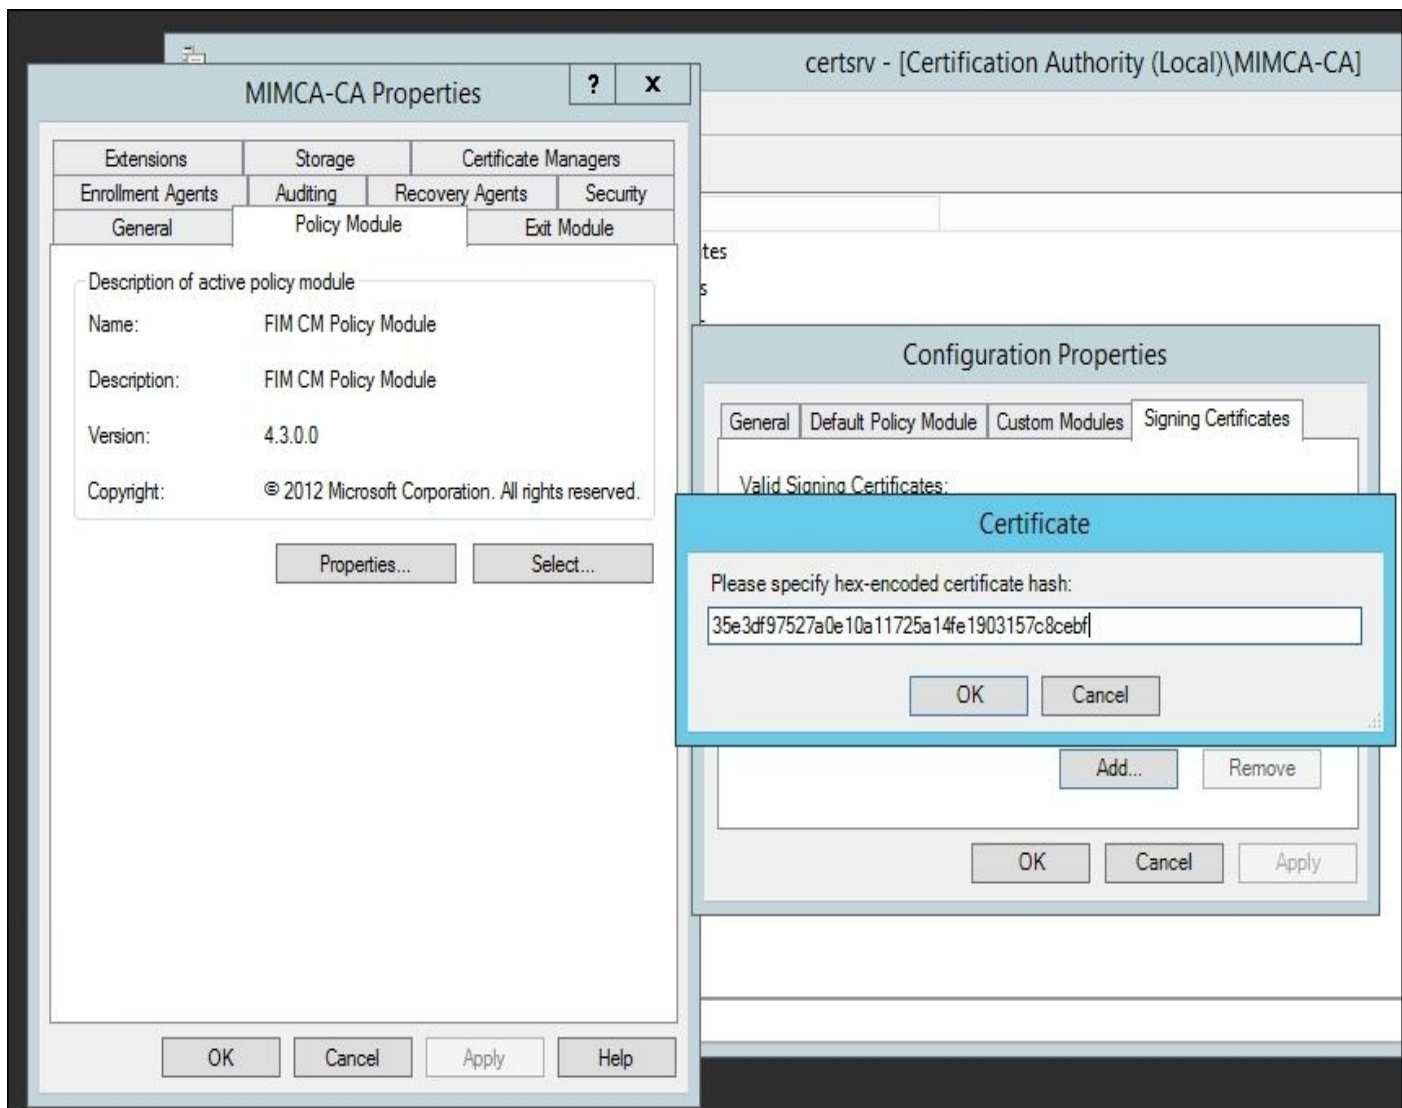 certsrv - [Certification Authority (Local)\MIMCA-CA]
MIMCA-CA Properties
? x
Extensions Storage Certificate Managers
Enrollment Agents Auditing Recovery Agents Security
General Policy Module Exit Module
Description of active policy module
Name: FIM CM Policy Module
Description: FIM CM Policy Module
Version: 4.3.0.0
Copyright: © 2012 Microsoft Corporation. All rights reserved.
Properties... Select...
OK Cancel Apply Help
tes
s
Configuration Properties
General Default Policy Module Custom Modules Signing Certificates
Valid Signing Certificates:
Certificate
Please specify hex-encoded certificate hash:
35e3df97527a0e10a11725a14fe1903157c8cebf
OK Cancel
Add... Remove
OK Cancel Apply